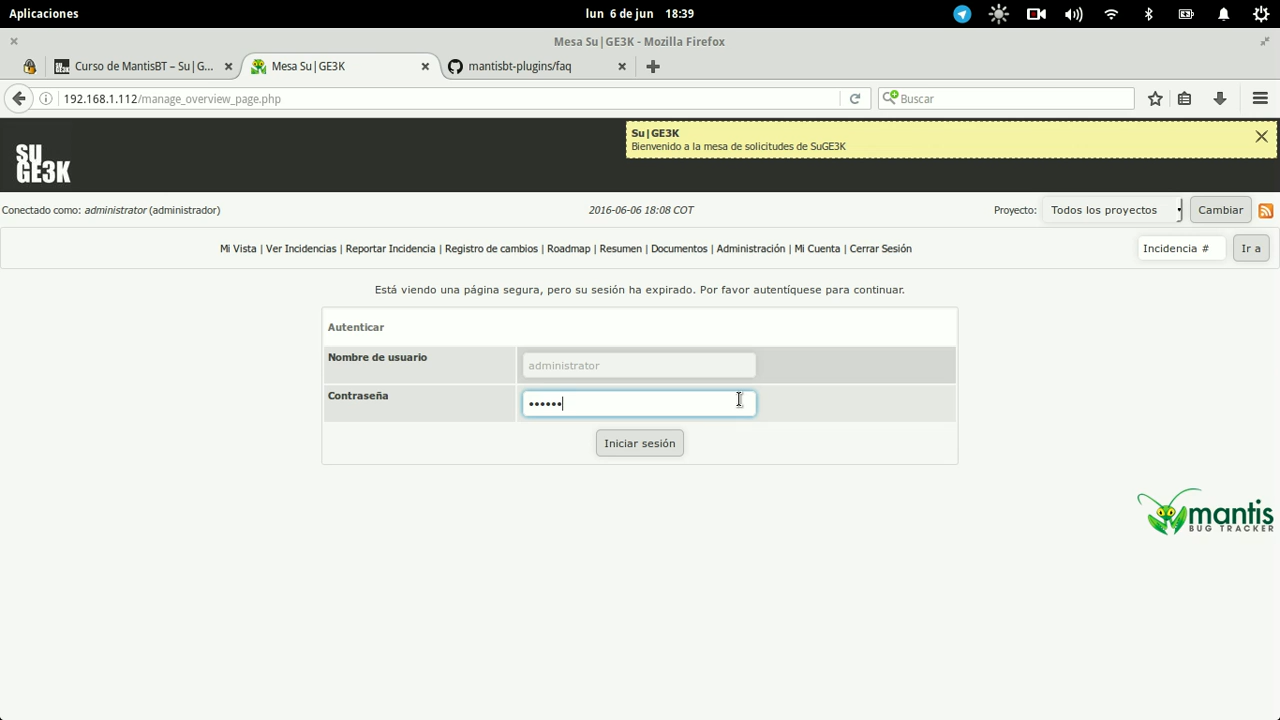 Aplicaciones
lun 6 de jun 18:39
Mesa Su|GE3K - Mozilla Firefox
Curso de MantisBT – Su|G...
Mesa Su|GE3K
mantisbt-plugins/faq
192.168.1.112/manage_overview_page.php
Buscar
SU
GE3K
Su|GE3K
Bienvenido a la mesa de solicitudes de SuGE3K
Conectado como: administrator (administrador)
2016-06-06 18:08 COT
Proyecto: Todos los proyectos Cambiar
Mi Vista | Ver Incidencias | Reportar Incidencia | Registro de cambios | Roadmap | Resumen | Documentos | Administración | Mi Cuenta | Cerrar Sesión
Incidencia # Ir a
Está viendo una página segura, pero su sesión ha expirado. Por favor autentíquese para continuar.
Autenticar
Nombre de usuario administrator
Contraseña ••••••
Iniciar sesión
mantis
BUG TRACKER